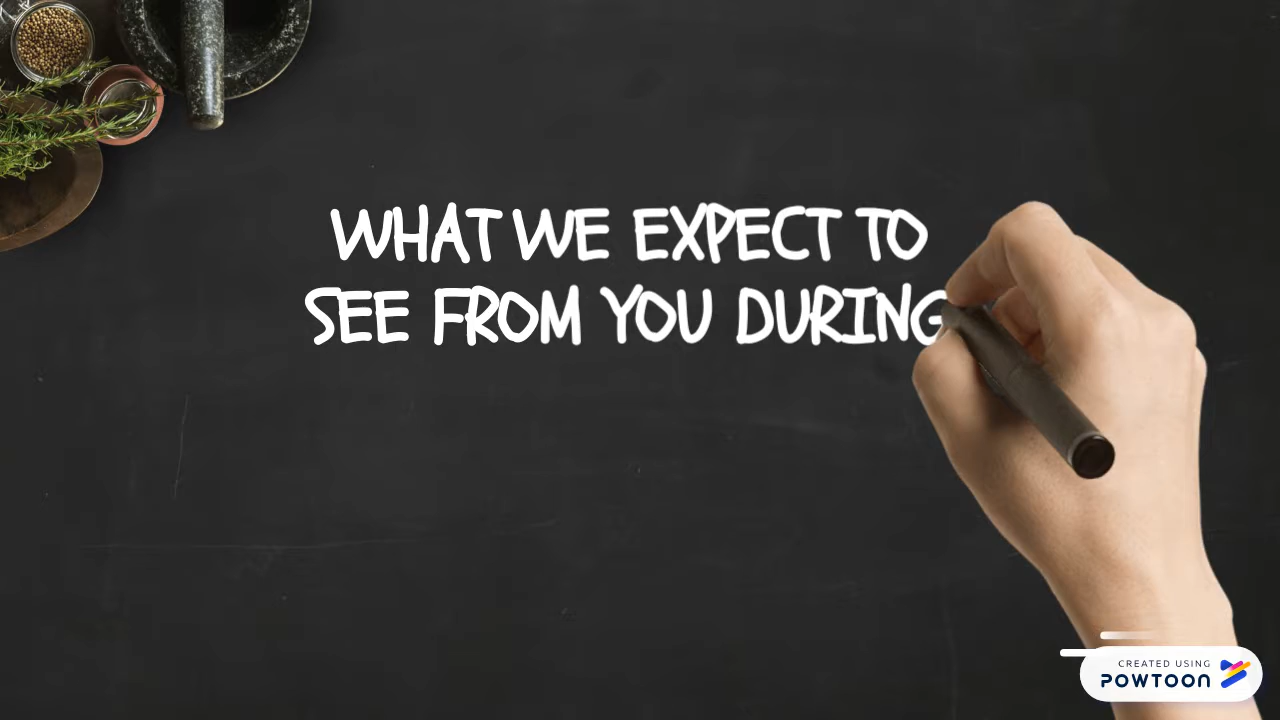 WHAT WE EXPECT TO
SEE FROM YOU DURING
CREATED USING
POWTOON